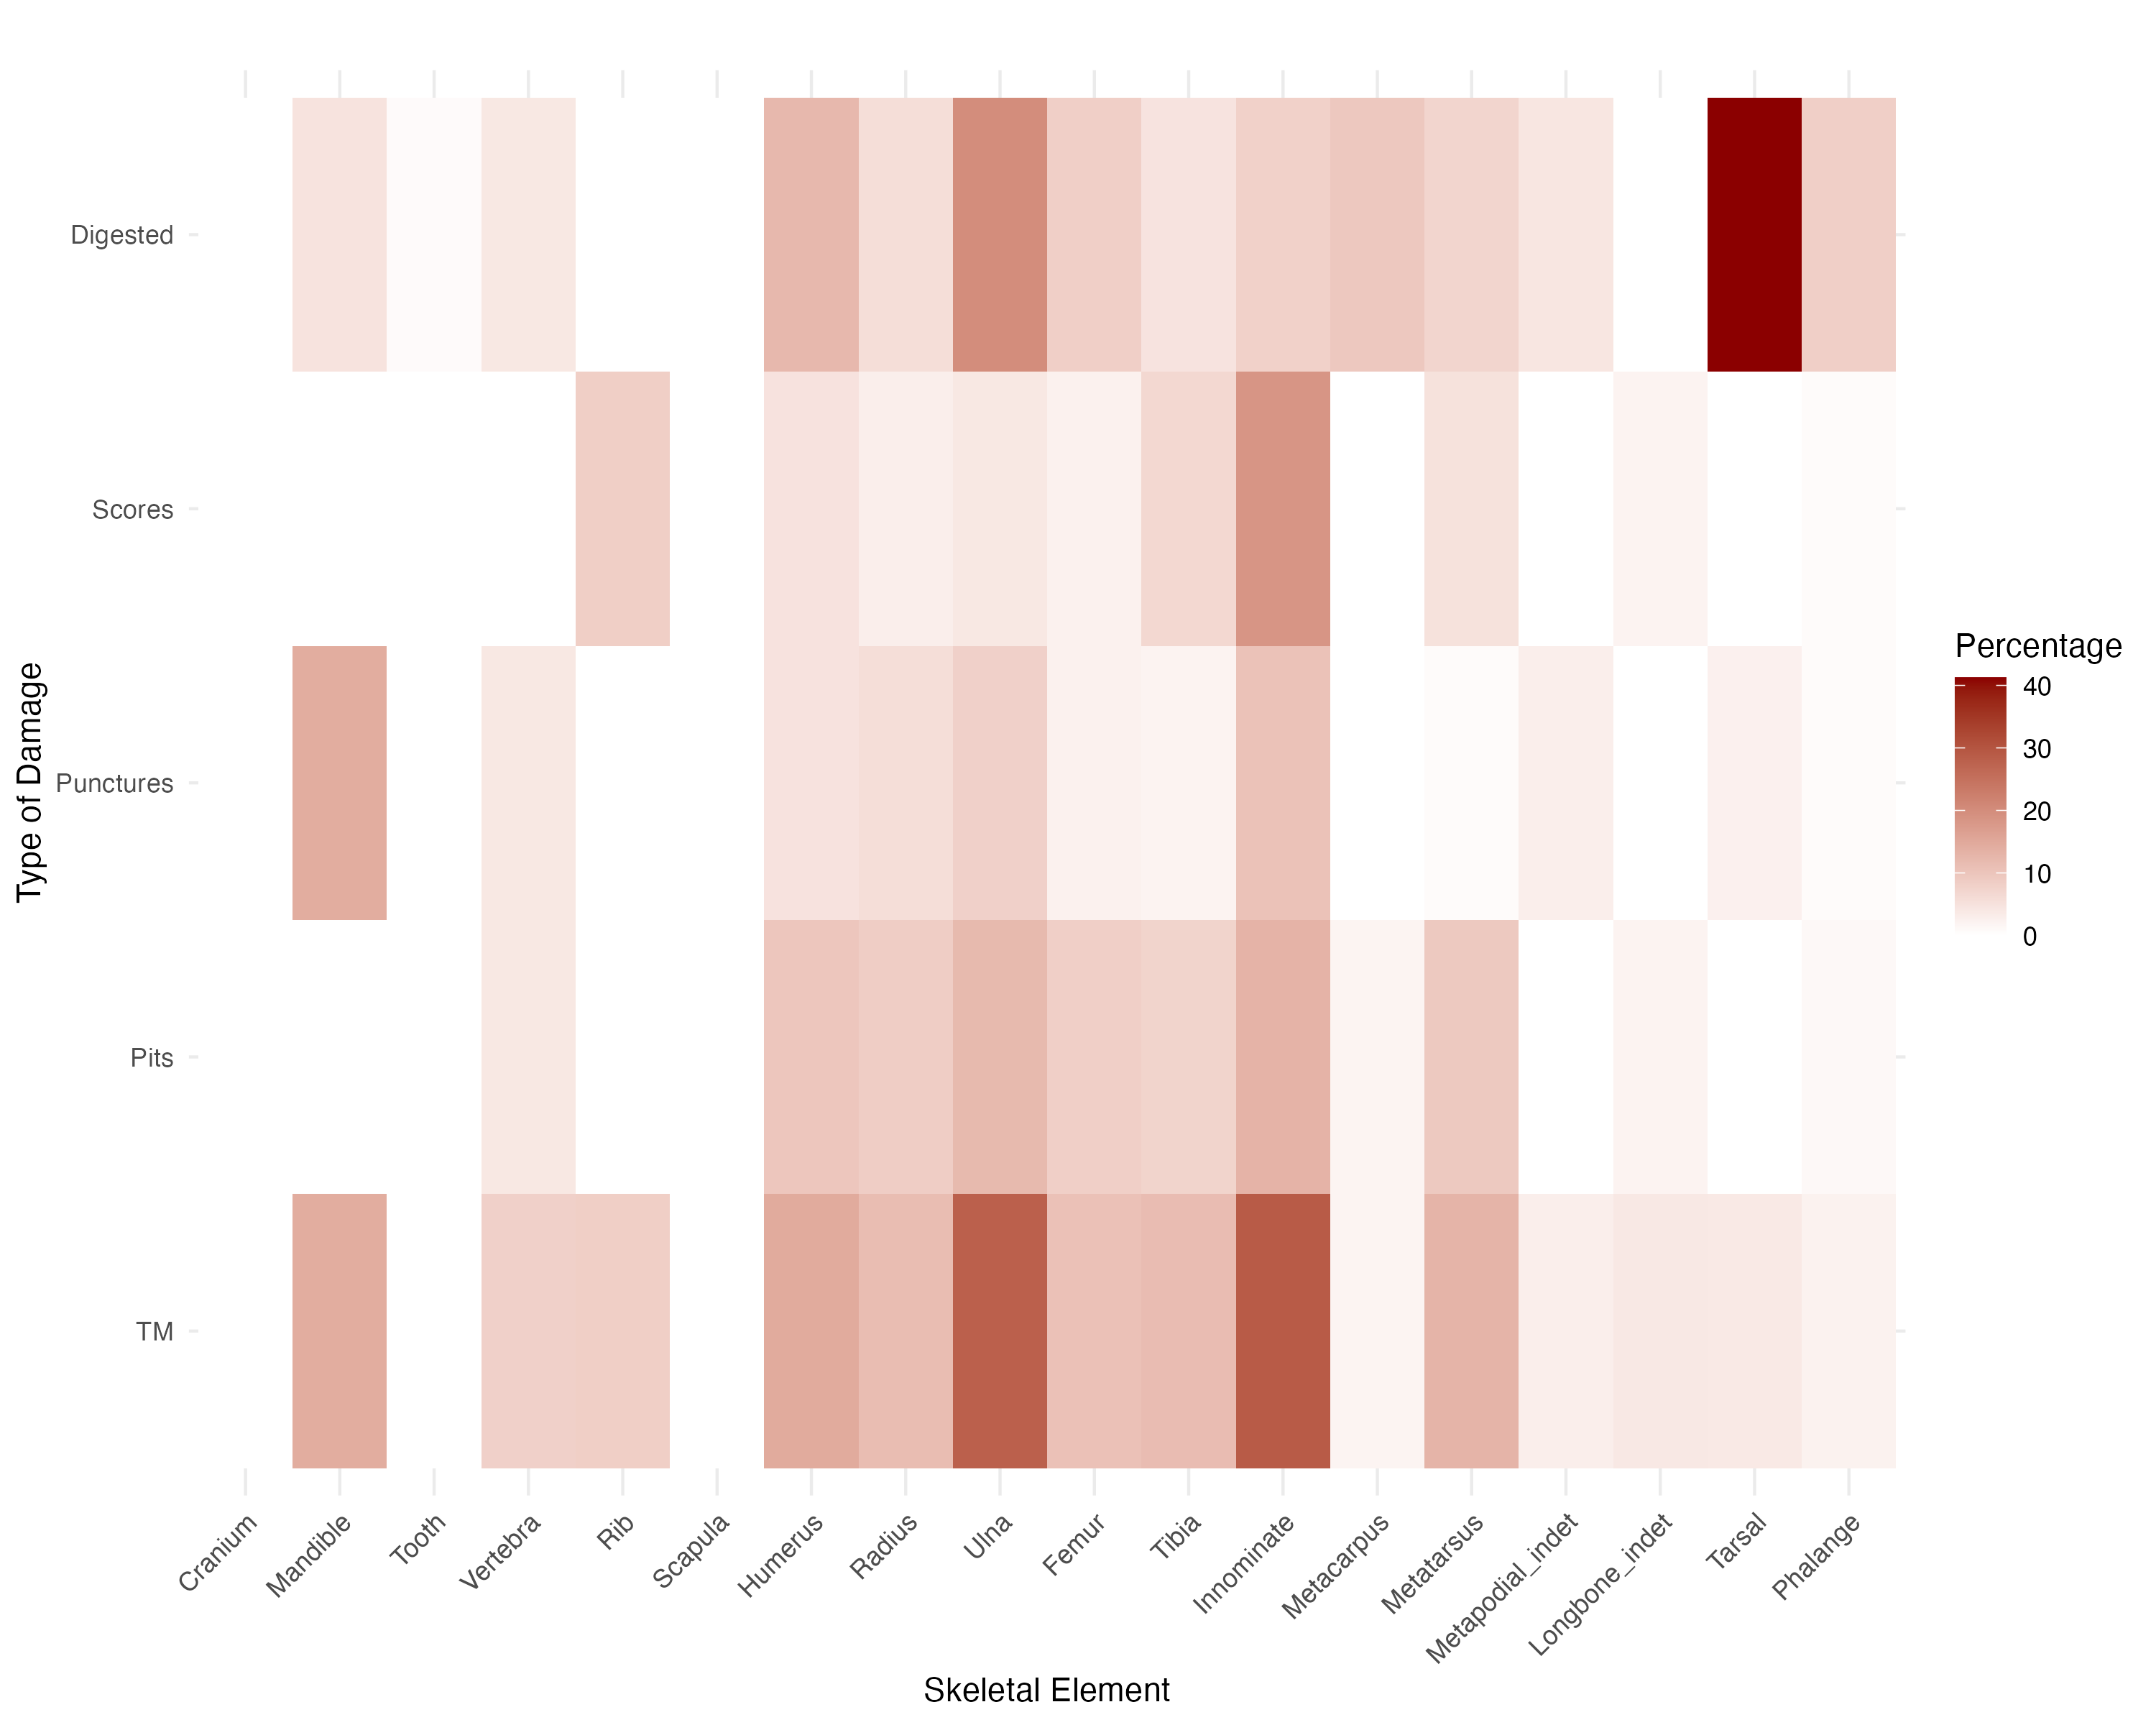 Type of Damage
Digested
Scores
Punctures
Pits
TM
Cranium
Mandible
Tooth
Vertebra
Rib
Scapula
Humerus
Radius
Ulna
Femur
Tibia
Innominate
Metacarpus
Metatarsus
Metapodial_indet
Longbone_indet
Tarsal
Phalange
Skeletal Element
Percentage
40
30
20
10
0